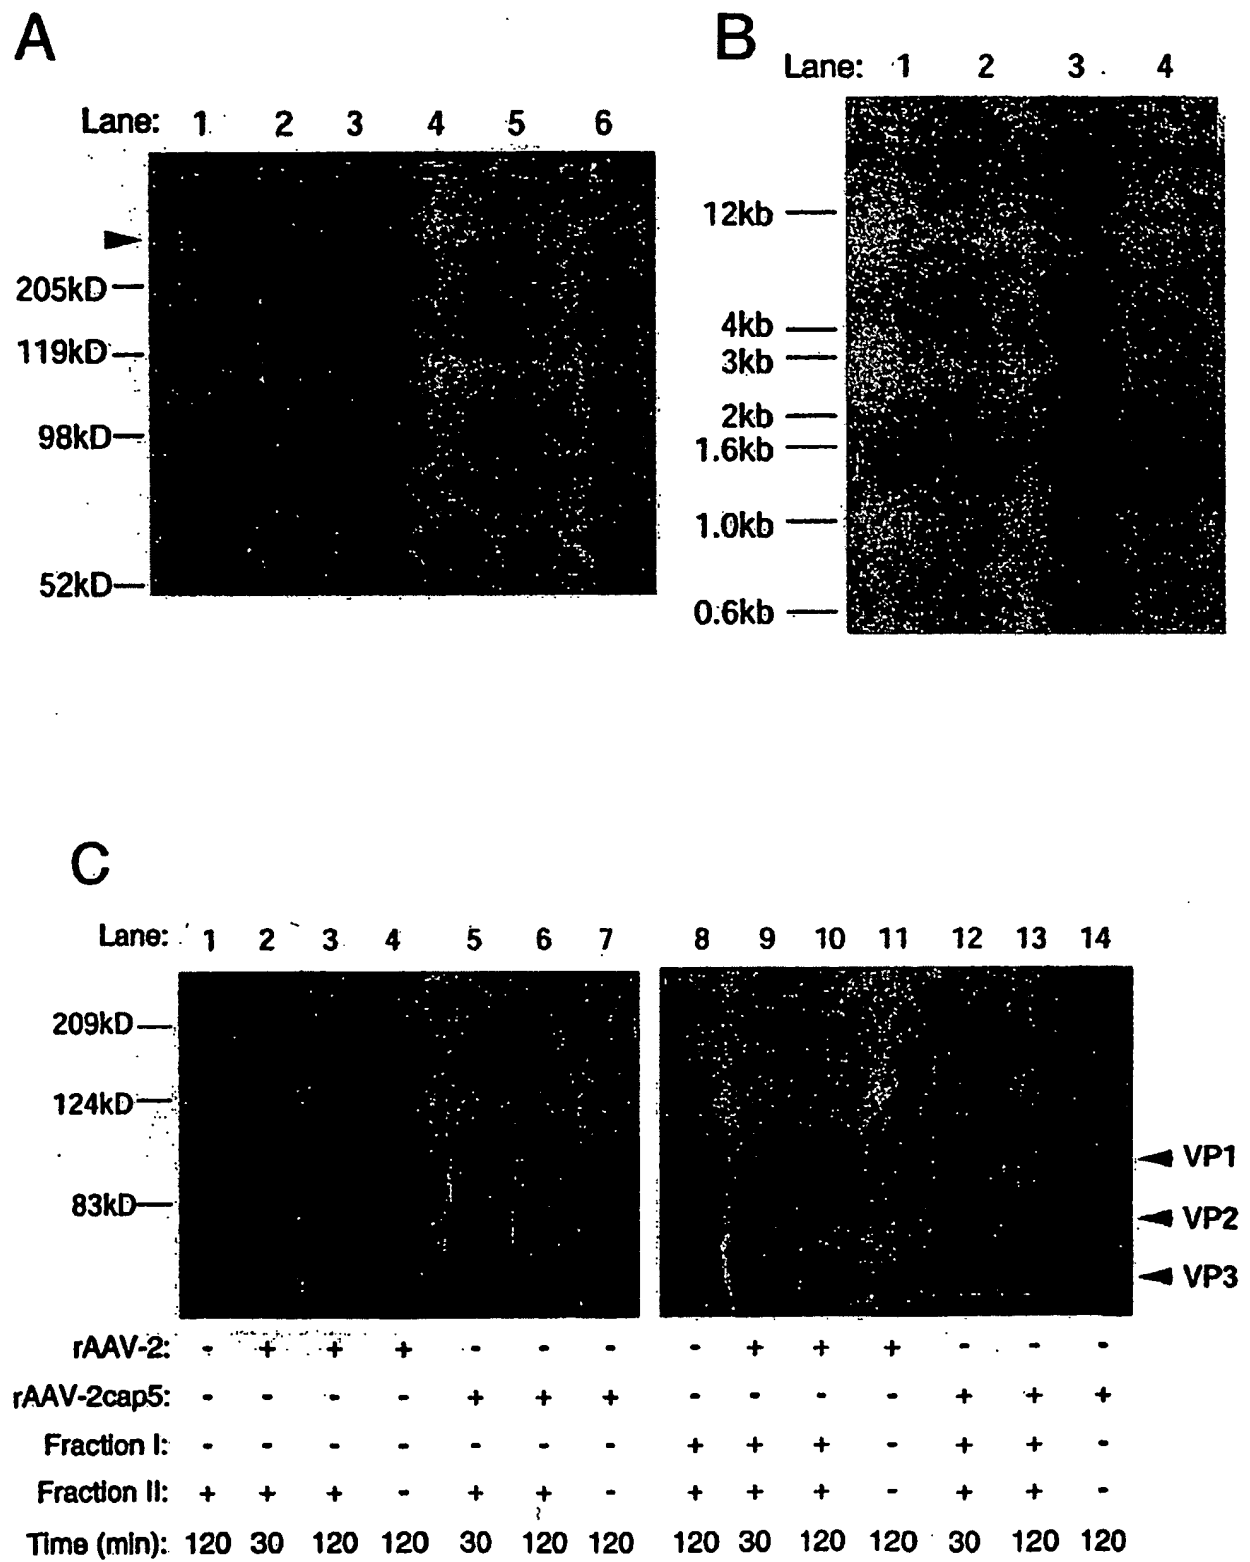 A
Lane: 1 2 3 4 5 6
205kD
119kD
98kD
52kD
B
Lane: 1 2 3 4
12kb
4kb
3kb
2kb
1.6kb
1.0kb
0.6kb
C
Lane: 1 2 3 4 5 6 7 8 9 10 11 12 13 14
209kD
124kD
83kD
VP1
VP2
VP3
rAAV-2: - + + + - - - - + + + - - -
rAAV-2cap5: - - - - + + + - - - - + + +
Fraction I: - - - - - - - + + + - + + -
Fraction II: + + + - + + - + + + - + + -
Time (min): 120 30 120 120 30 120 120 120 30 120 120 30 120 120